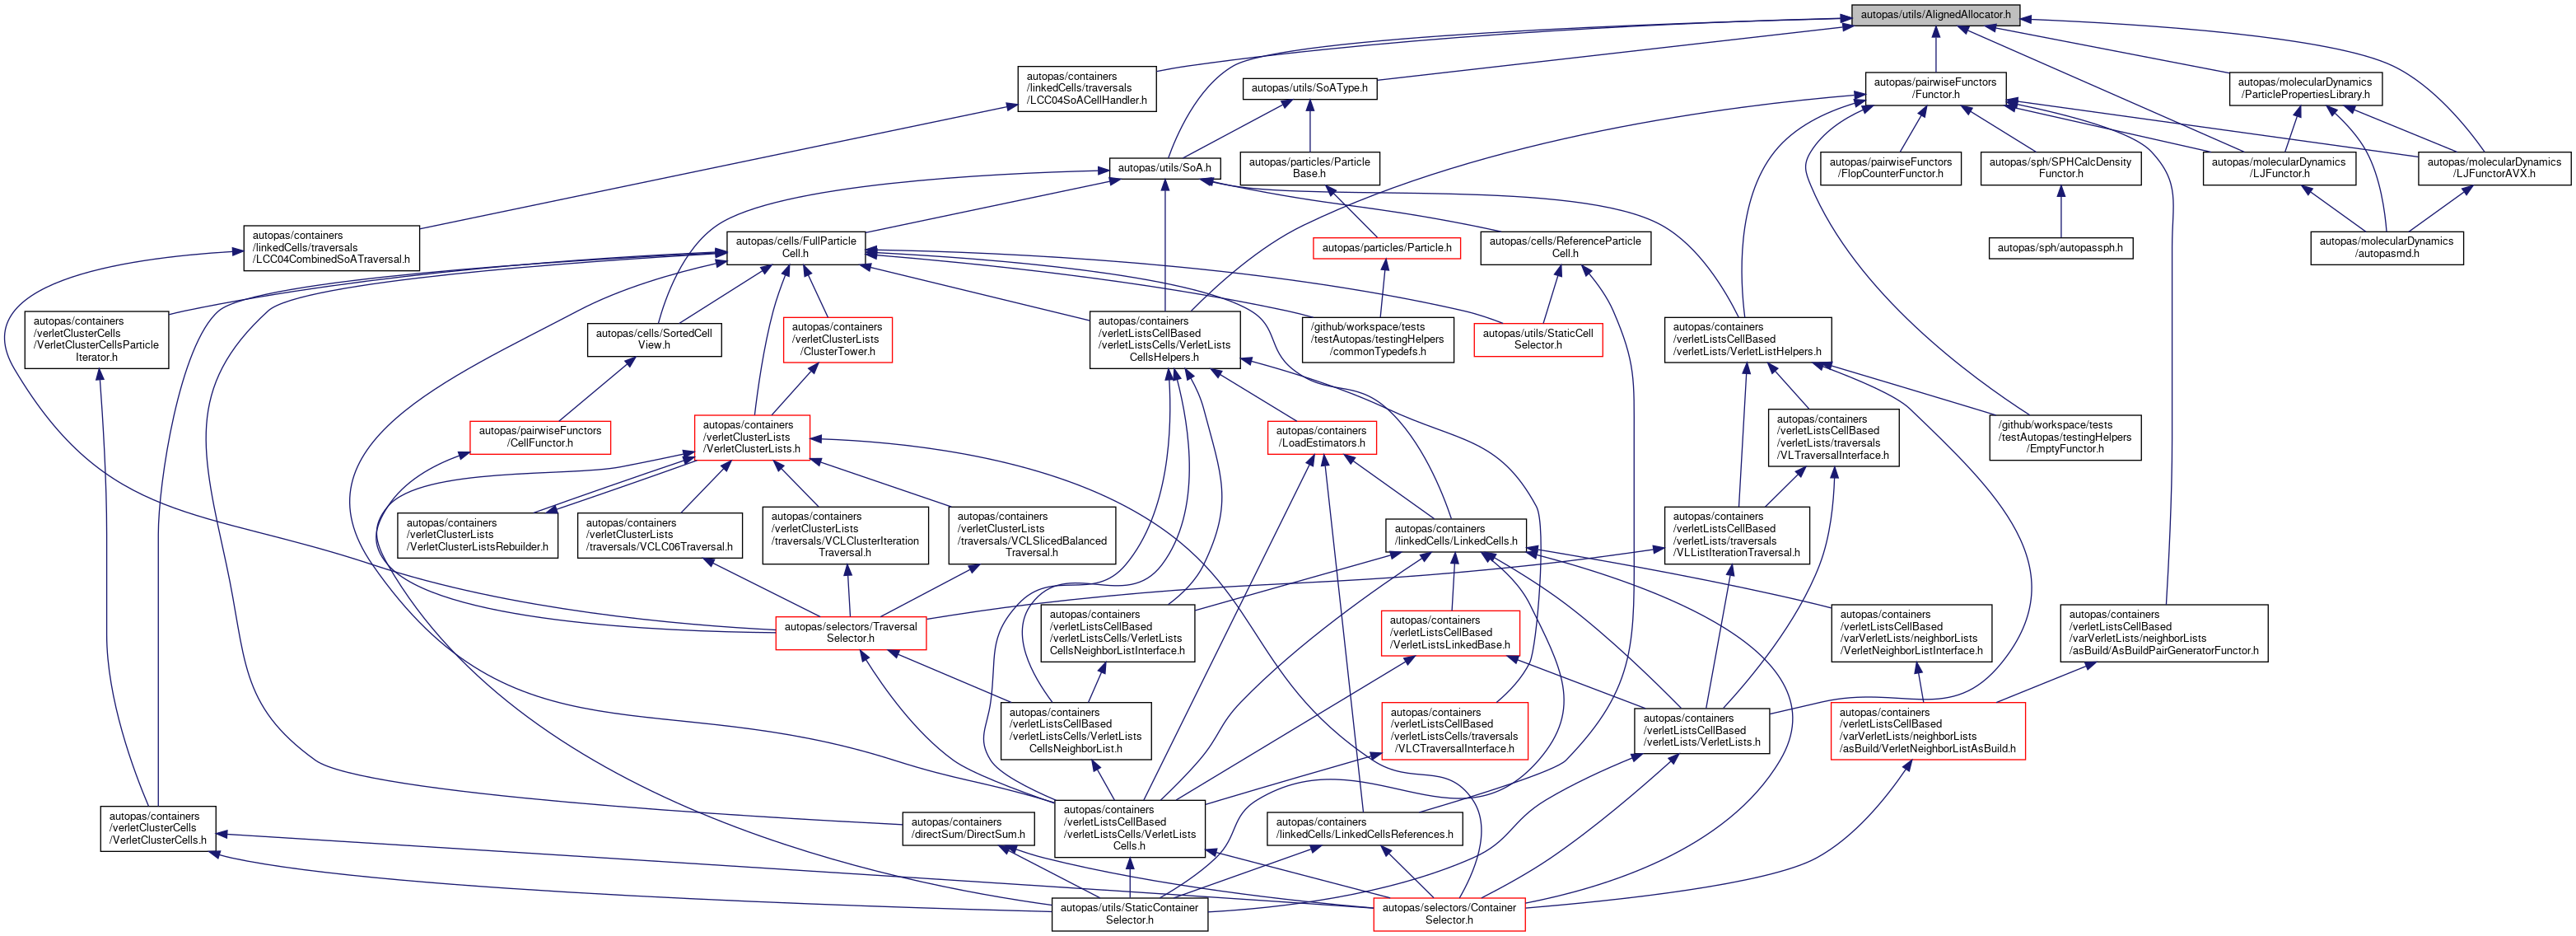 autopas/utils/AlignedAllocator.h
autopas/containers
/linkedCells/traversals
/LCC04SoACellHandler.h
autopas/utils/SoAType.h
autopas/pairwiseFunctors
/Functor.h
autopas/molecularDynamics
/ParticlePropertiesLibrary.h
autopas/utils/SoA.h
autopas/particles/Particle
Base.h
autopas/pairwiseFunctors
/FlopCounterFunctor.h
autopas/sph/SPHCalcDensity
Functor.h
autopas/molecularDynamics
/LJFunctor.h
autopas/molecularDynamics
/LJFunctorAVX.h
autopas/containers
/linkedCells/traversals
/LCC04CombinedSoATraversal.h
autopas/cells/FullParticle
Cell.h
autopas/particles/Particle.h
autopas/cells/ReferenceParticle
Cell.h
autopas/sph/autopassph.h
autopas/molecularDynamics
/autopasmd.h
autopas/containers
/verletClusterCells
/VerletClusterCellsParticle
Iterator.h
autopas/cells/SortedCell
View.h
autopas/containers
/verletClusterLists
/ClusterTower.h
autopas/containers
/verletListsCellBased
/verletListsCells/VerletLists
CellsHelpers.h
/github/workspace/tests
/testAutopas/testingHelpers
/commonTypedefs.h
autopas/utils/StaticCell
Selector.h
autopas/containers
/verletListsCellBased
/verletLists/VerletListHelpers.h
autopas/pairwiseFunctors
/CellFunctor.h
autopas/containers
/verletClusterLists
/VerletClusterLists.h
autopas/containers
/LoadEstimators.h
autopas/containers
/verletListsCellBased
/verletLists/traversals
/VLTraversalInterface.h
/github/workspace/tests
/testAutopas/testingHelpers
/EmptyFunctor.h
autopas/containers
/verletClusterLists
/VerletClusterListsRebuilder.h
autopas/containers
/verletClusterLists
/traversals/VCLC06Traversal.h
autopas/containers
/verletClusterLists
/traversals/VCLClusterIteration
Traversal.h
autopas/containers
/verletClusterLists
/traversals/VCLSlicedBalanced
Traversal.h
autopas/containers
/linkedCells/LinkedCells.h
autopas/containers
/verletListsCellBased
/verletLists/traversals
/VLListIterationTraversal.h
autopas/selectors/Traversal
Selector.h
autopas/containers
/verletListsCellBased
/verletListsCells/VerletLists
CellsNeighborListInterface.h
autopas/containers
/verletListsCellBased
/VerletListsLinkedBase.h
autopas/containers
/verletListsCellBased
/varVerletLists/neighborLists
/VerletNeighborListInterface.h
autopas/containers
/verletListsCellBased
/varVerletLists/neighborLists
/asBuild/AsBuildPairGeneratorFunctor.h
autopas/containers
/verletListsCellBased
/verletListsCells/VerletLists
CellsNeighborList.h
autopas/containers
/verletListsCellBased
/verletListsCells/traversals
/VLCTraversalInterface.h
autopas/containers
/verletListsCellBased
/verletLists/VerletLists.h
autopas/containers
/verletListsCellBased
/varVerletLists/neighborLists
/asBuild/VerletNeighborListAsBuild.h
autopas/containers
/verletClusterCells
/VerletClusterCells.h
autopas/containers
/directSum/DirectSum.h
autopas/containers
/verletListsCellBased
/verletListsCells/VerletLists
Cells.h
autopas/containers
/linkedCells/LinkedCellsReferences.h
autopas/utils/StaticContainer
Selector.h
autopas/selectors/Container
Selector.h